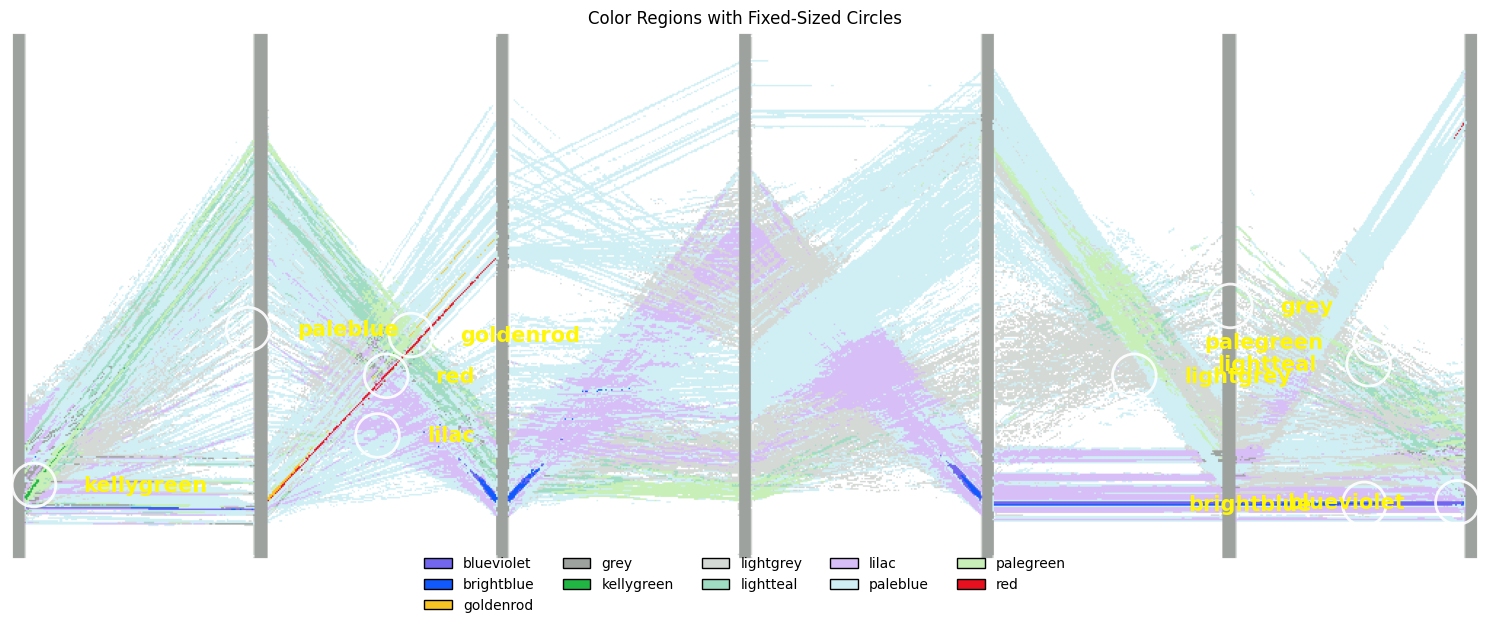 Color Regions with Fixed-Sized Circles
grey
paleblue
goldenrod
palegreen
lightteal
red
lightgrey
lilac
kellygreen
brightblue
blueviolet
blueviolet grey lightgrey lilac palegreen
brightblue kellygreen lightteal paleblue red
goldenrod